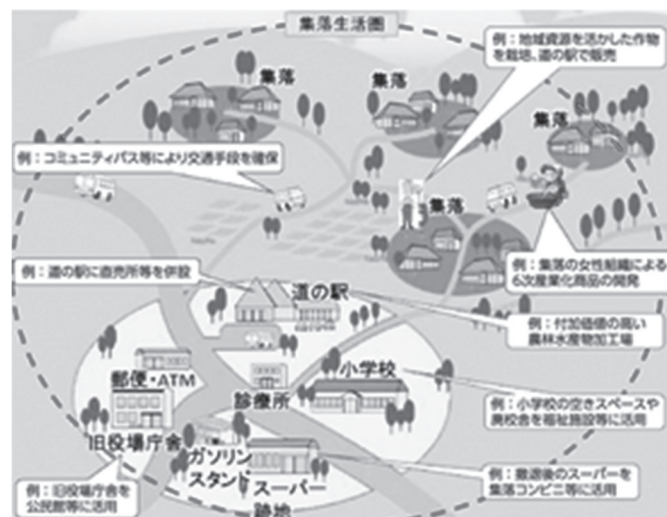 集落生活圏
例：地域資源を活かした作物
を栽培、道の駅で販売
集落
集落
集落
例：コミュニティバス等により交通手段を確保
集落
例：道の駅に直売所等を併設
例：集落の女性組織による
6次産業化商品の開発
道の駅
例：付加価値の高い
農林水産物加工場
郵便・ATM
診療所
小学校
例：小学校の空きスペースや
廃校舎を福祉施設等に活用
旧役場庁舎
ガソリン
スタンド
スーパー
跡地
例：旧役場庁舎を
公民館等に活用
例：撤退後のスーパーを
集落コンビニ等に活用